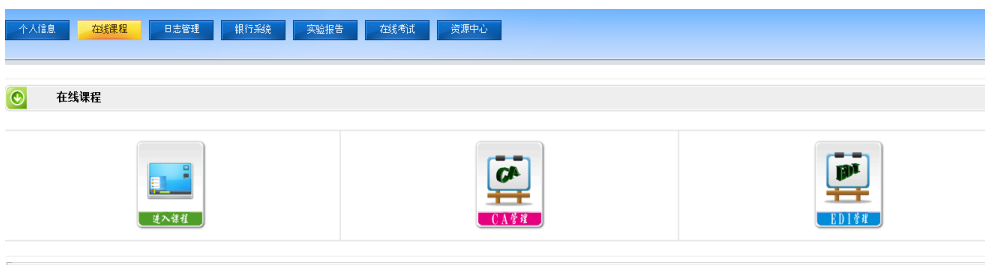 个人信息 在线课程 日志管理 银行系统 实验报告 在线考试 资源中心
在线课程
CA EDI
进入课程 CA管理 EDI管理